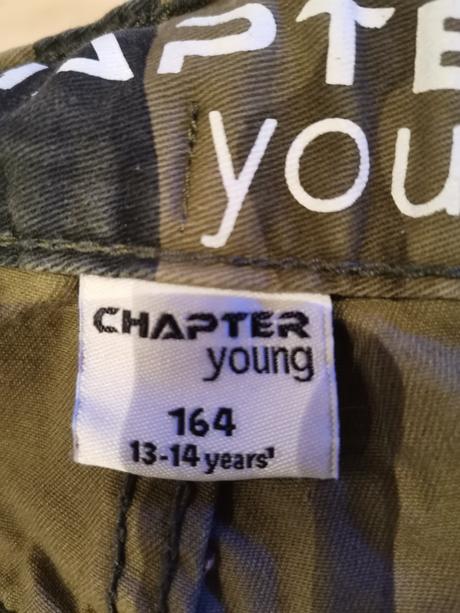 APTE
you
CHAPTER
young
164
13-14 years¹